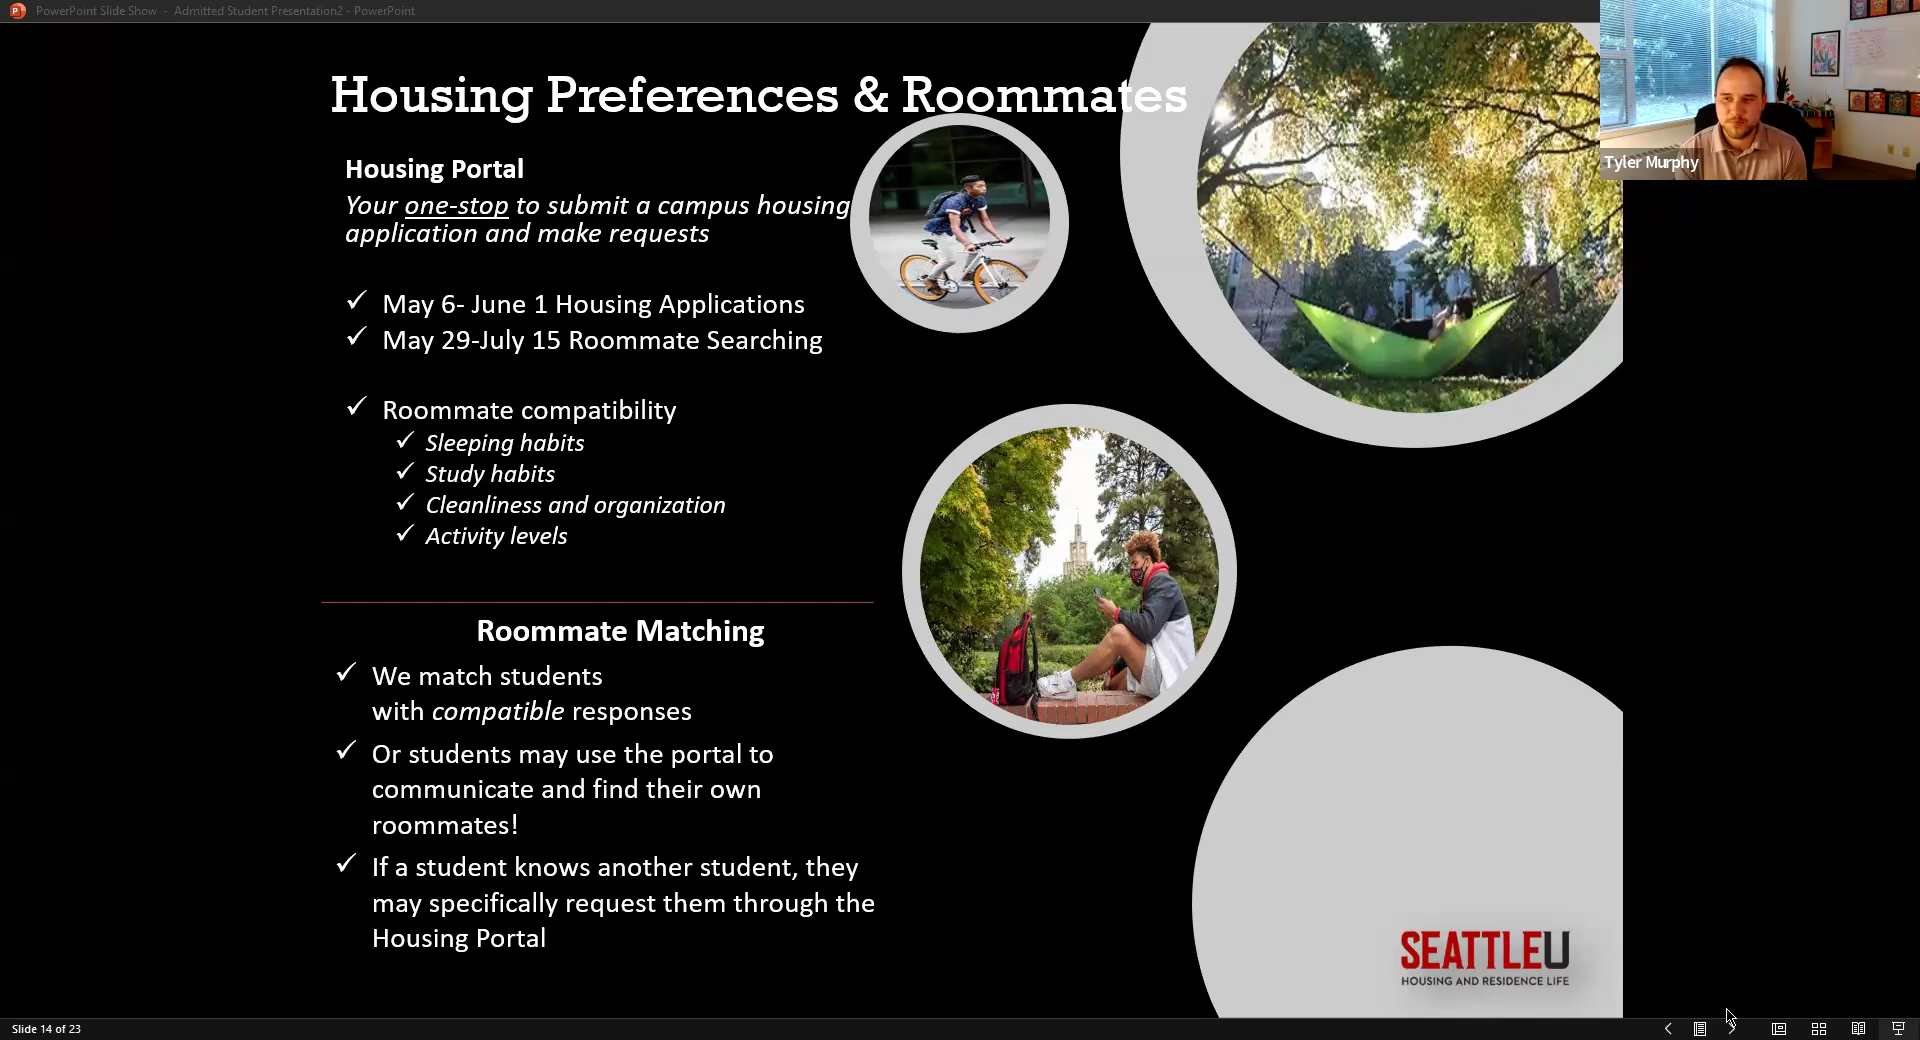 PowerPoint Slide Show - Admitted Student Presentation2 - PowerPoint
Housing Preferences & Roommates
Tyler Murphy
Housing Portal
Your one-stop to submit a campus housing
application and make requests
✓ May 6- June 1 Housing Applications
✓ May 29-July 15 Roommate Searching
✓ Roommate compatibility
✓ Sleeping habits
✓ Study habits
✓ Cleanliness and organization
✓ Activity levels
Roommate Matching
✓ We match students
with compatible responses
✓ Or students may use the portal to
communicate and find their own
roommates!
✓ If a student knows another student, they
may specifically request them through the
Housing Portal
SEATTLEU
HOUSING AND RESIDENCE LIFE
Slide 14 of 23